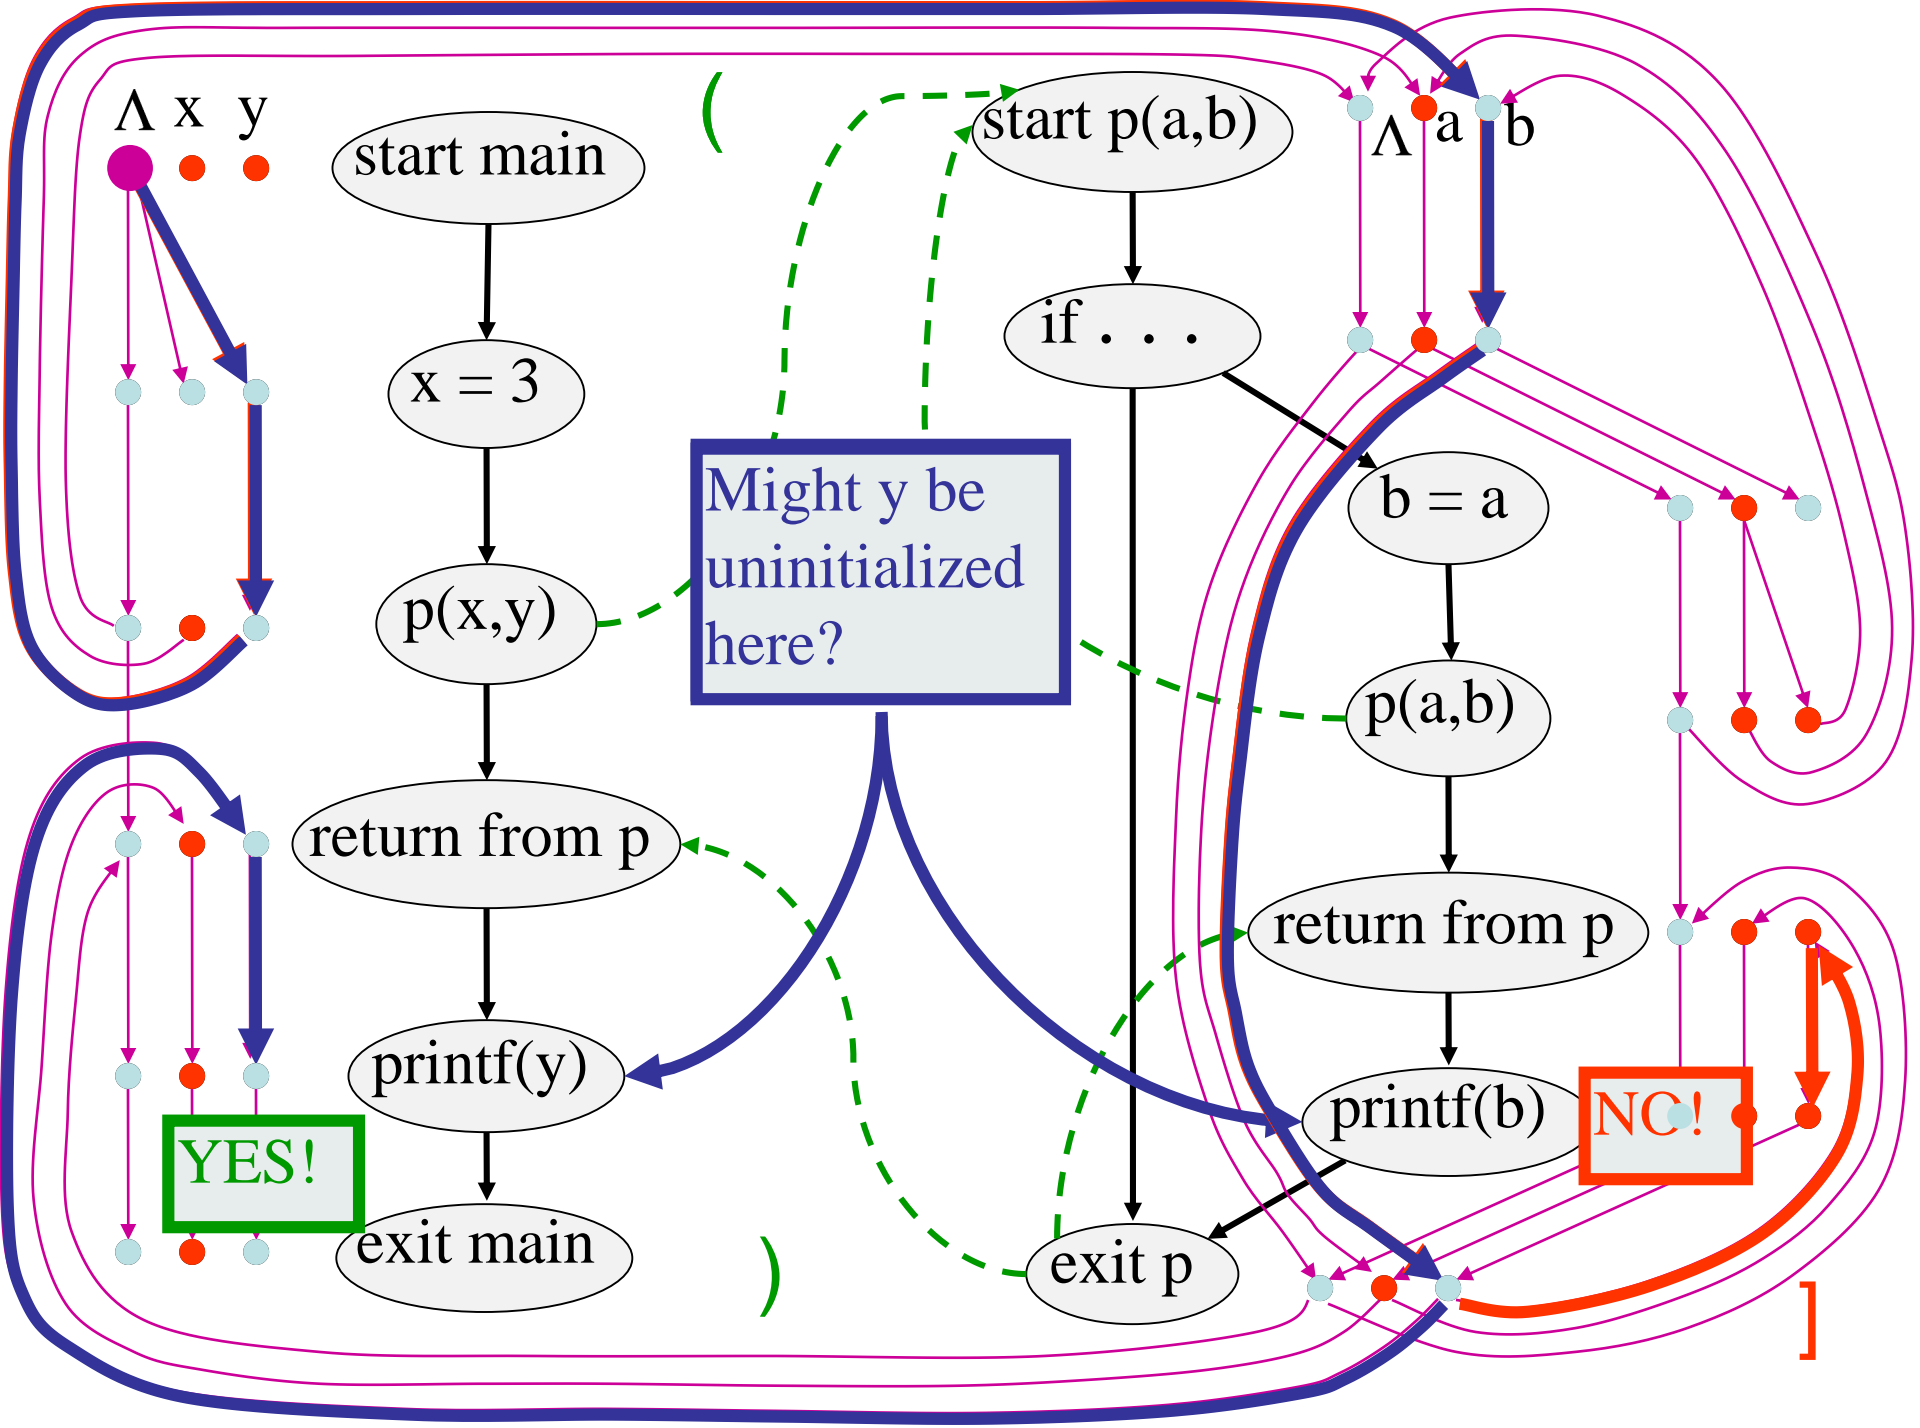 Λ x y
start main
x = 3
p(x,y)
return from p
printf(y)
exit main
YES!
(
)
Might y be
uninitialized
here?
start p(a,b)
if . . .
b = a
p(a,b)
return from p
printf(b)
exit p
Λ a b
NO!
]